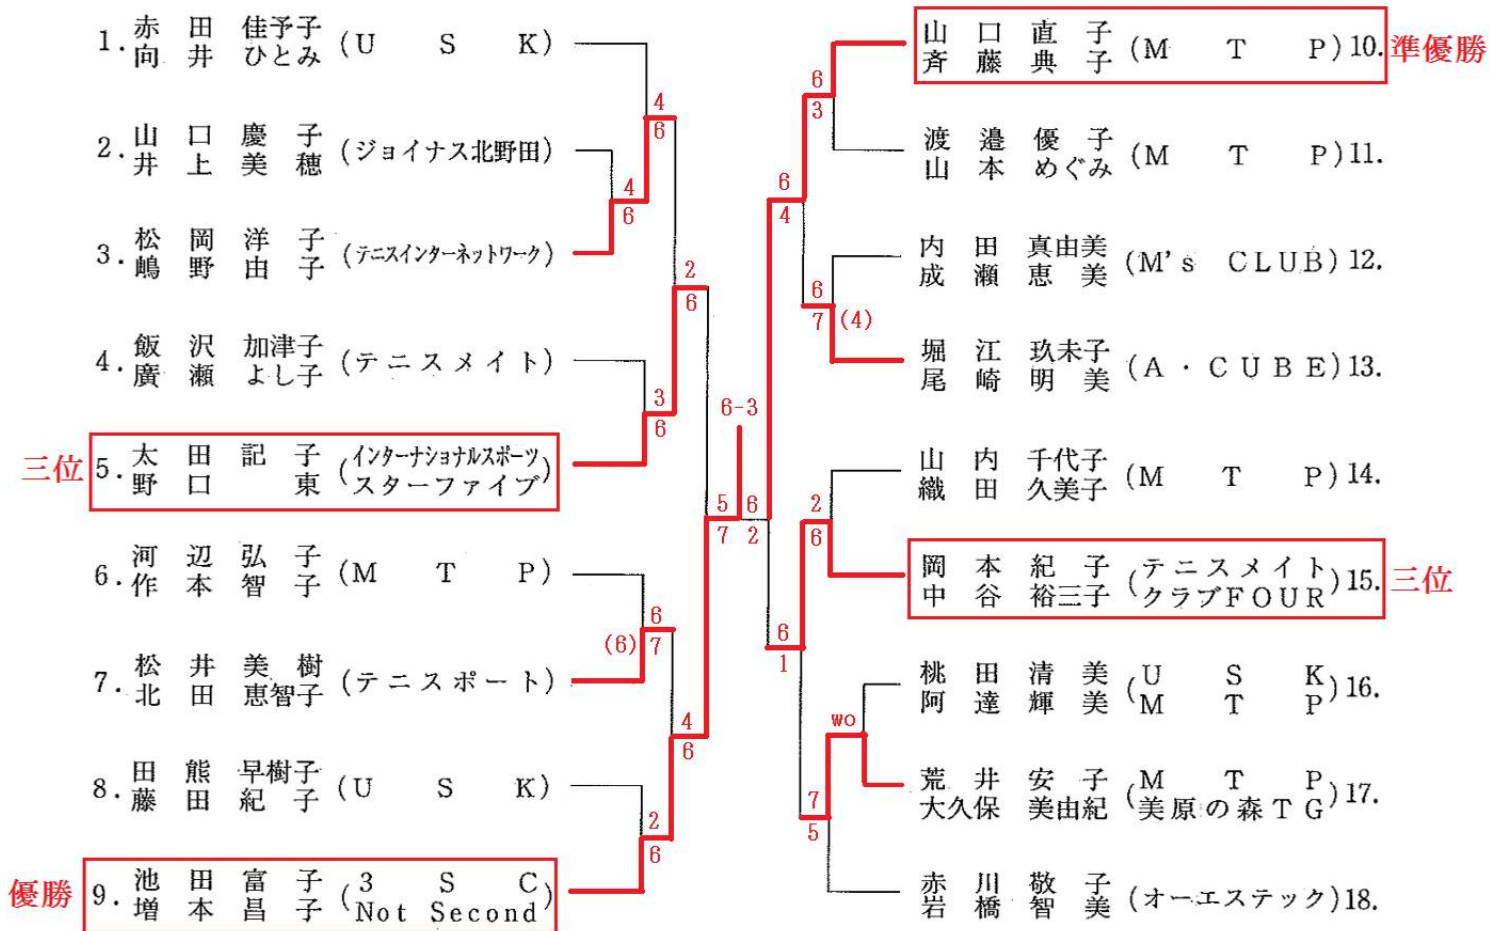 1. 赤田 佳予子 (USK)
向井 ひとみ
2. 山口慶子 (ジョイナス北野田)
井上美穂
3. 松岡洋子 (テニスインターネットワーク)
嶋野由子
4. 飯沢 加津子 (テニスメイト)
廣瀬 よし子
三位 5. 太田記子 (インターナショナルスポーツ
野口東 スターファイブ)
6. 河辺弘子 (MTP)
作本智子
7. 松井美樹 (テニスポート)
北田 恵智子
8. 田熊 早樹子 (USK)
藤田紀子
優勝 9. 池田富子 (3SC
増本昌子 Not Second)
4
6
4
6
2
6
3
6
5
7
6
7
(6)
4
6
2
6
6-3
6
2
山口直子 (MTP) 10. 準優勝
斉藤典子
渡邉優子 (MTP) 11.
山本 めぐみ
内田 真由美 (M's CLUB) 12.
成瀬恵美
堀江 玖未子 (A・CUBE) 13.
尾崎明美
山内 千代子 (MTP) 14.
織田 久美子
岡本紀子 (テニスメイト
中谷 裕三子 クラブFOUR) 15. 三位
桃田清美 (USK
阿達輝美 MTP) 16.
荒井安子 (MTP
大久保 美由紀 美原の森TG) 17.
赤川敬子 (オーエステック) 18.
岩橋智美
6
3
6
4
6
7
(4)
2
6
6
1
wo
7
5